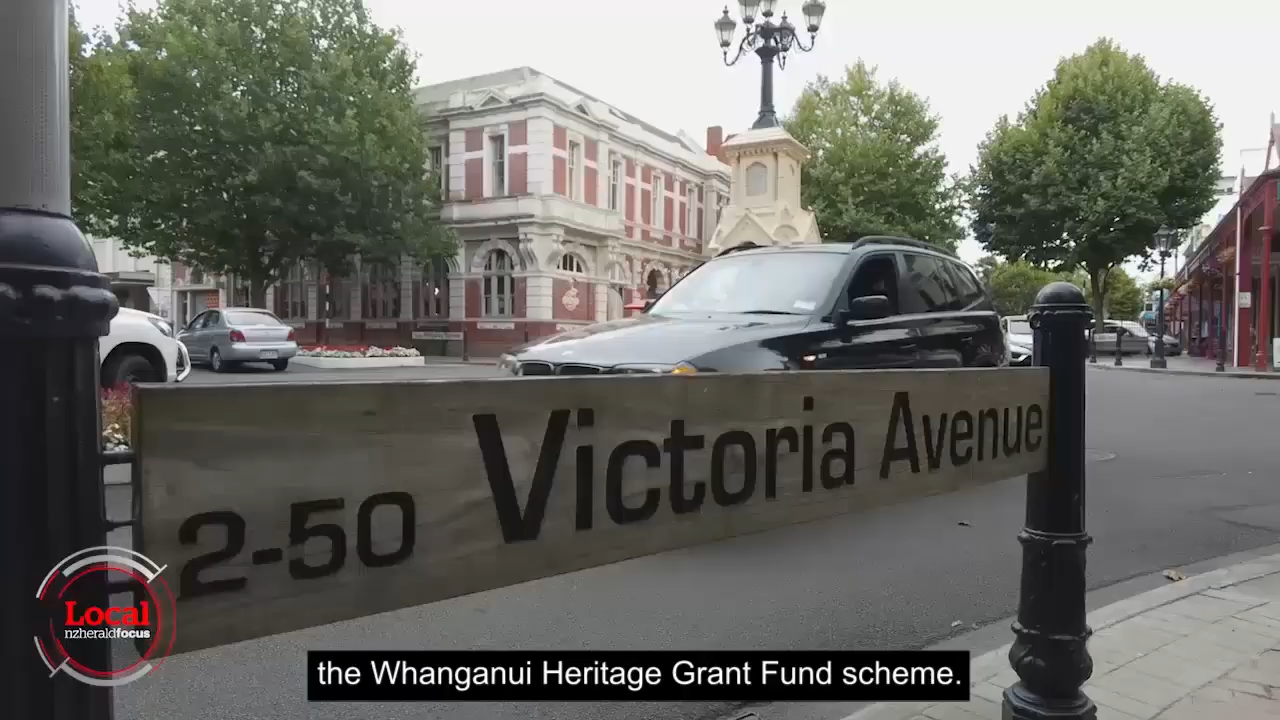 2-50 Victoria Avenue
Local
nzheraldfocus
the Whanganui Heritage Grant Fund scheme.